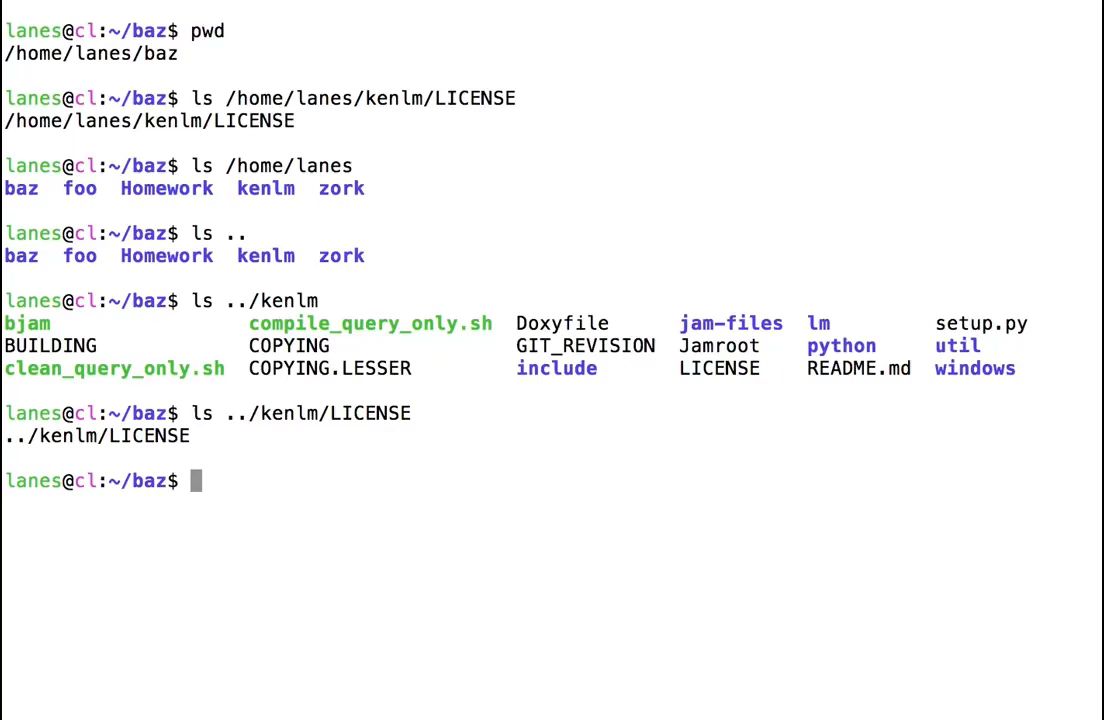 lanes@cl:~/baz$ pwd
/home/lanes/baz
lanes@cl:~/baz$ ls /home/lanes/kenlm/LICENSE
/home/lanes/kenlm/LICENSE
lanes@cl:~/baz$ ls /home/lanes
baz  foo  Homework  kenlm  zork
lanes@cl:~/baz$ ls ..
baz  foo  Homework  kenlm  zork
lanes@cl:~/baz$ ls ../kenlm
bjam                 compile_query_only.sh  Doxyfile      jam-files  lm         setup.py
BUILDING             COPYING                GIT_REVISION  Jamroot    python     util
clean_query_only.sh  COPYING.LESSER         include       LICENSE    README.md  windows
lanes@cl:~/baz$ ls ../kenlm/LICENSE
../kenlm/LICENSE
lanes@cl:~/baz$